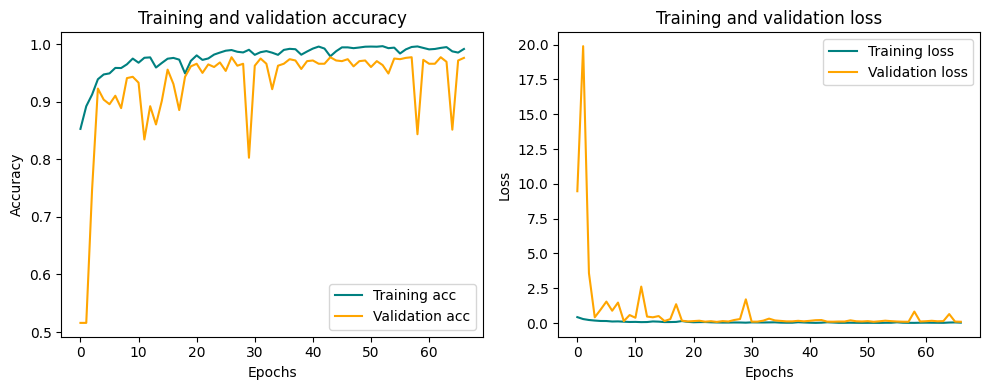 Training and validation accuracy
1.0
0.9
0.8
0.7
0.6
0.5
Accuracy
0
10
20
30
40
50
60
Epochs
Training acc
Validation acc
Training and validation loss
20.0
17.5
15.0
12.5
10.0
7.5
5.0
2.5
0.0
Loss
0
10
20
30
40
50
60
Epochs
Training loss
Validation loss